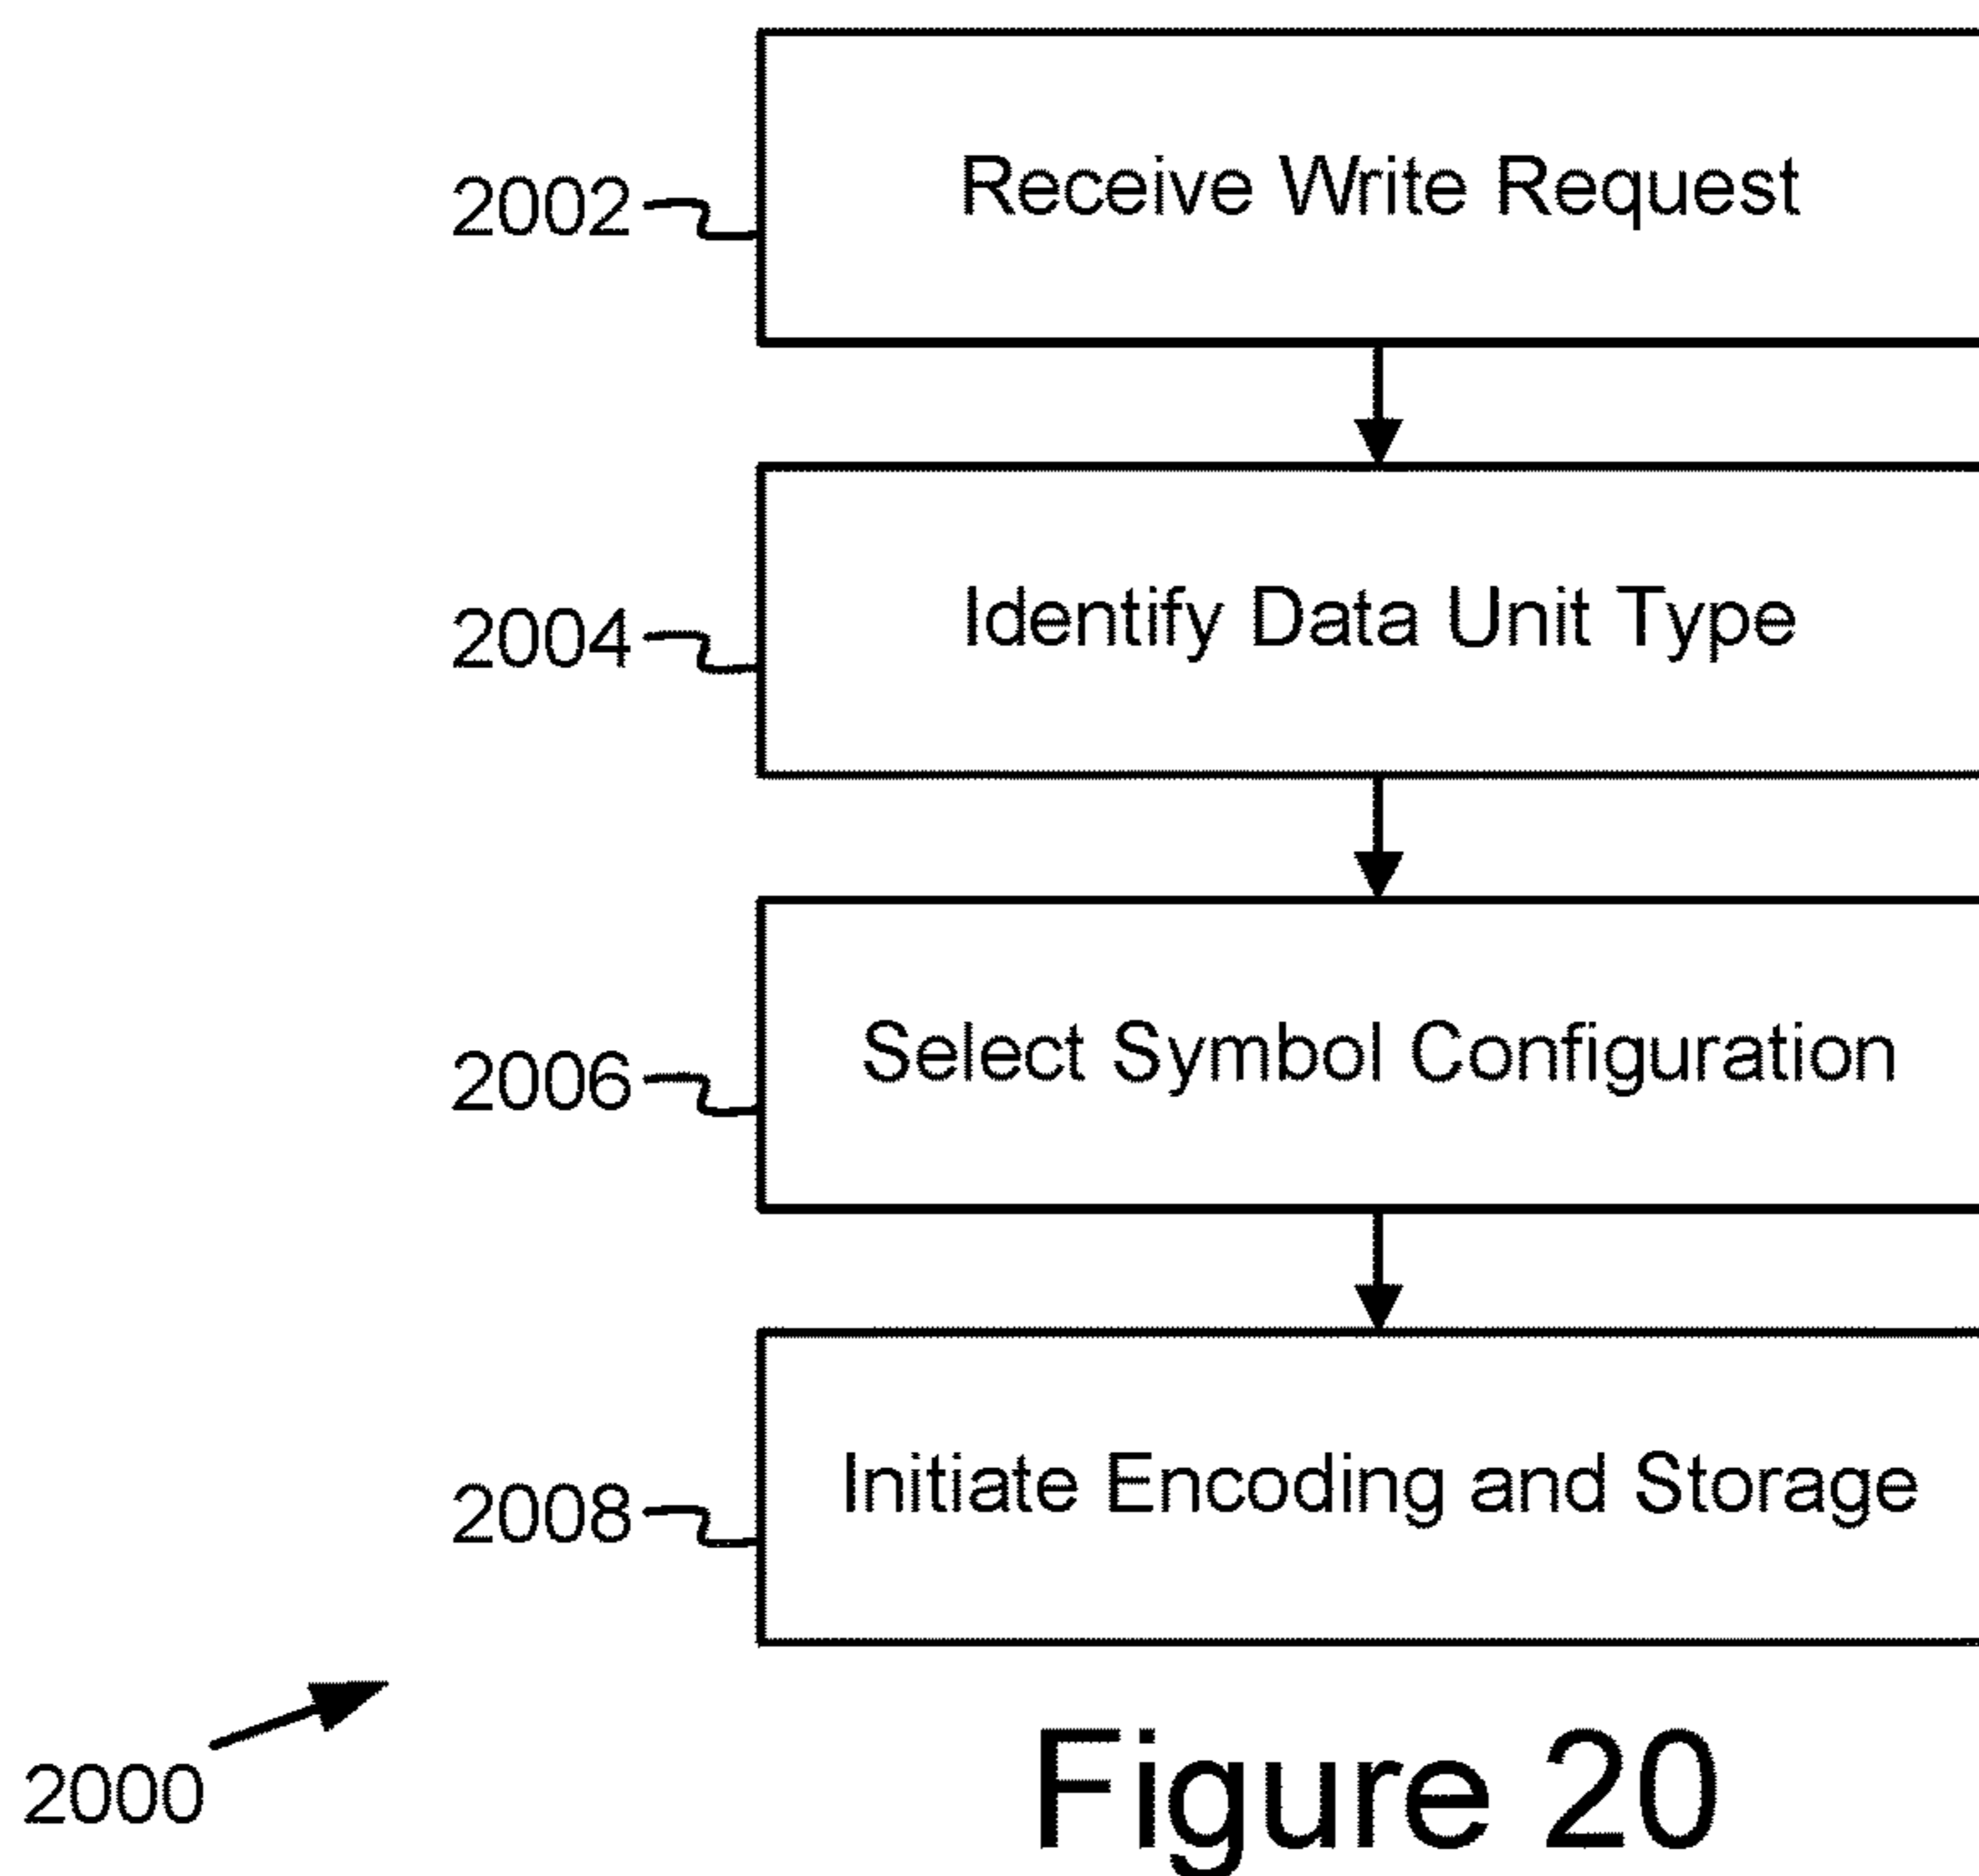 2002 Receive Write Request
2004 Identify Data Unit Type
2006 Select Symbol Configuration
2008 Initiate Encoding and Storage
2000
Figure 20